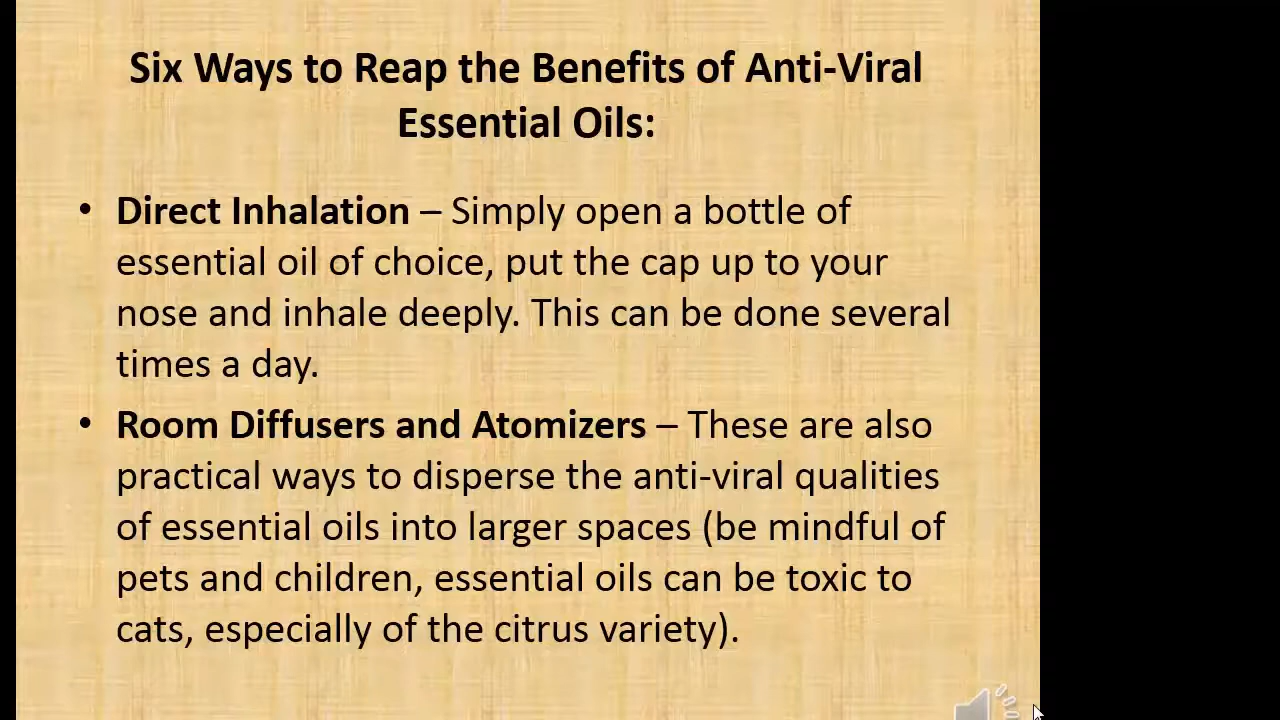 Six Ways to Reap the Benefits of Anti-Viral
Essential Oils:
• Direct Inhalation – Simply open a bottle of
essential oil of choice, put the cap up to your
nose and inhale deeply. This can be done several
times a day.
• Room Diffusers and Atomizers – These are also
practical ways to disperse the anti-viral qualities
of essential oils into larger spaces (be mindful of
pets and children, essential oils can be toxic to
cats, especially of the citrus variety).